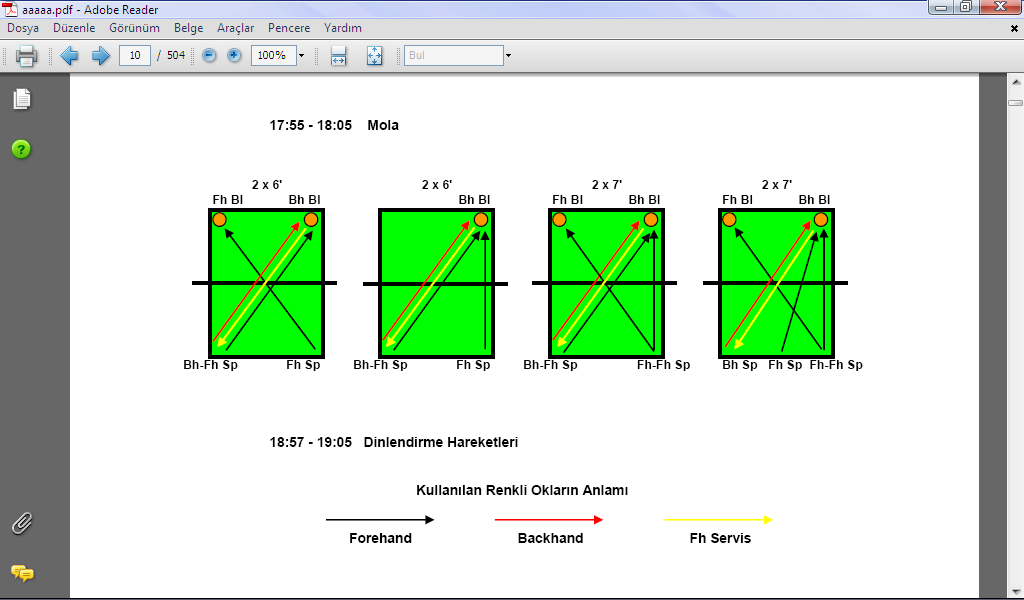 aaaaa.pdf - Adobe Reader
Dosya Düzenle Görünüm Belge Araçlar Pencere Yardım
10 / 504 100% Bul
17:55 - 18:05 Mola
2 x 6' 2 x 6' 2 x 7' 2 x 7'
Fh Bl Bh Bl Bh Bl Fh Bl Bh Bl Fh Bl Bh Bl
Bh-Fh Sp Fh Sp Bh-Fh Sp Fh Sp Bh-Fh Sp Fh-Fh Sp Bh Sp Fh Sp Fh-Fh Sp
18:57 - 19:05 Dinlendirme Hareketleri
Kullanılan Renkli Okların Anlamı
Forehand Backhand Fh Servis